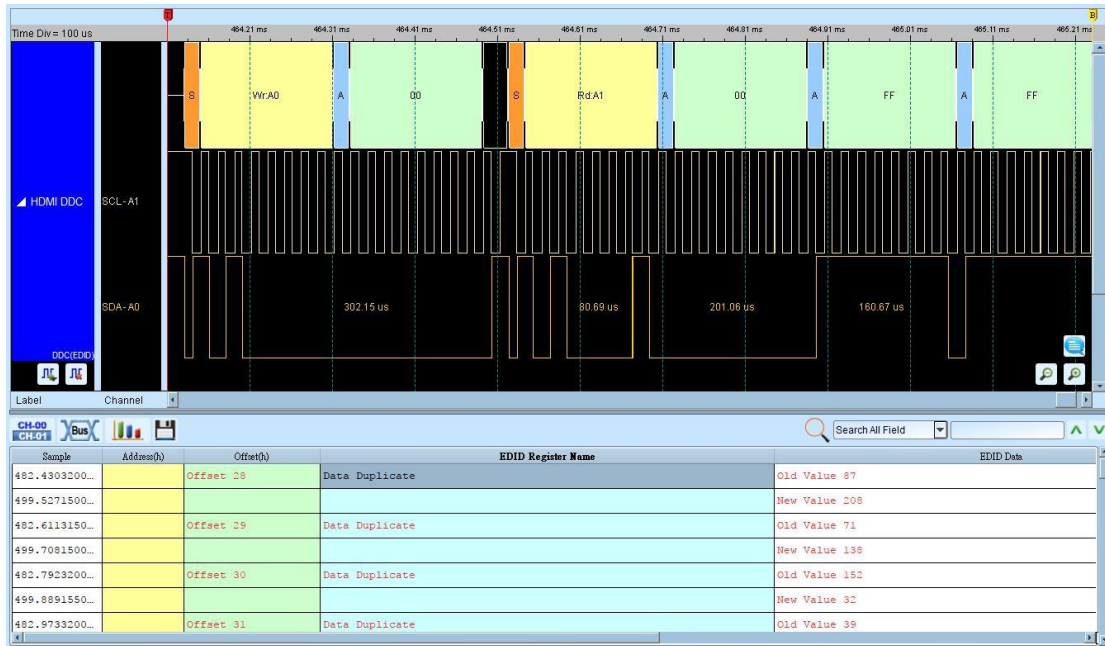 T
B
Time Div = 100 us
464.21 ms 464.31 ms 464.41 ms 464.51 ms 464.61 ms 464.71 ms 464.81 ms 464.91 ms 465.01 ms 465.11 ms 465.21 ms
S Wr:A0 A 00 S Rd:A1 A 00 A FF A FF
HDMI DDC SCL-A1
SDA-A0 302.15 us 80.69 us 201.06 us 160.67 us
DDC(EDID)
Label Channel
CH-00
CH-01
Bus
Search All Field
Sample Address(h) Offset(h) EDID Register Name EDID Data
482.4303200... Offset 28 Data Duplicate Old Value 87
499.5271500... New Value 208
482.6113150... Offset 29 Data Duplicate Old Value 71
499.7081500... New Value 138
482.7923200... Offset 30 Data Duplicate Old Value 152
499.8891550... New Value 32
482.9733200... Offset 31 Data Duplicate Old Value 39